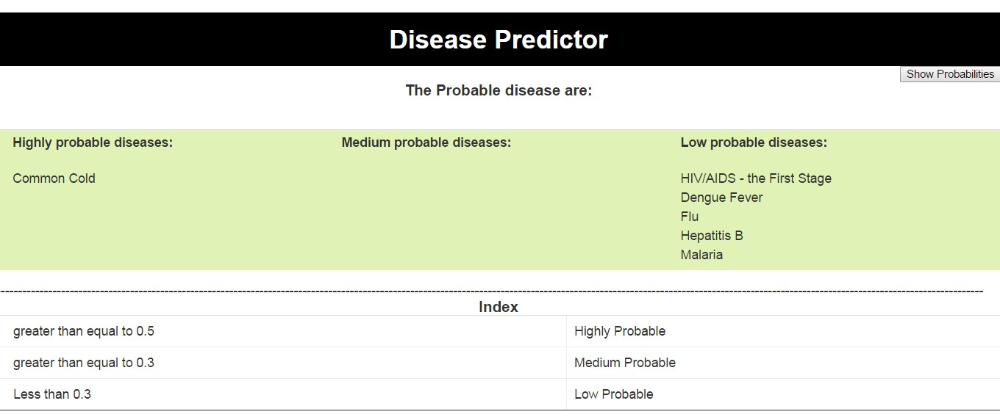 Disease Predictor
Show Probabilities
The Probable disease are:
Highly probable diseases:
Medium probable diseases:
Low probable diseases:
Common Cold
HIV/AIDS - the First Stage
Dengue Fever
Flu
Hepatitis B
Malaria
Index
greater than equal to 0.5
Highly Probable
greater than equal to 0.3
Medium Probable
Less than 0.3
Low Probable